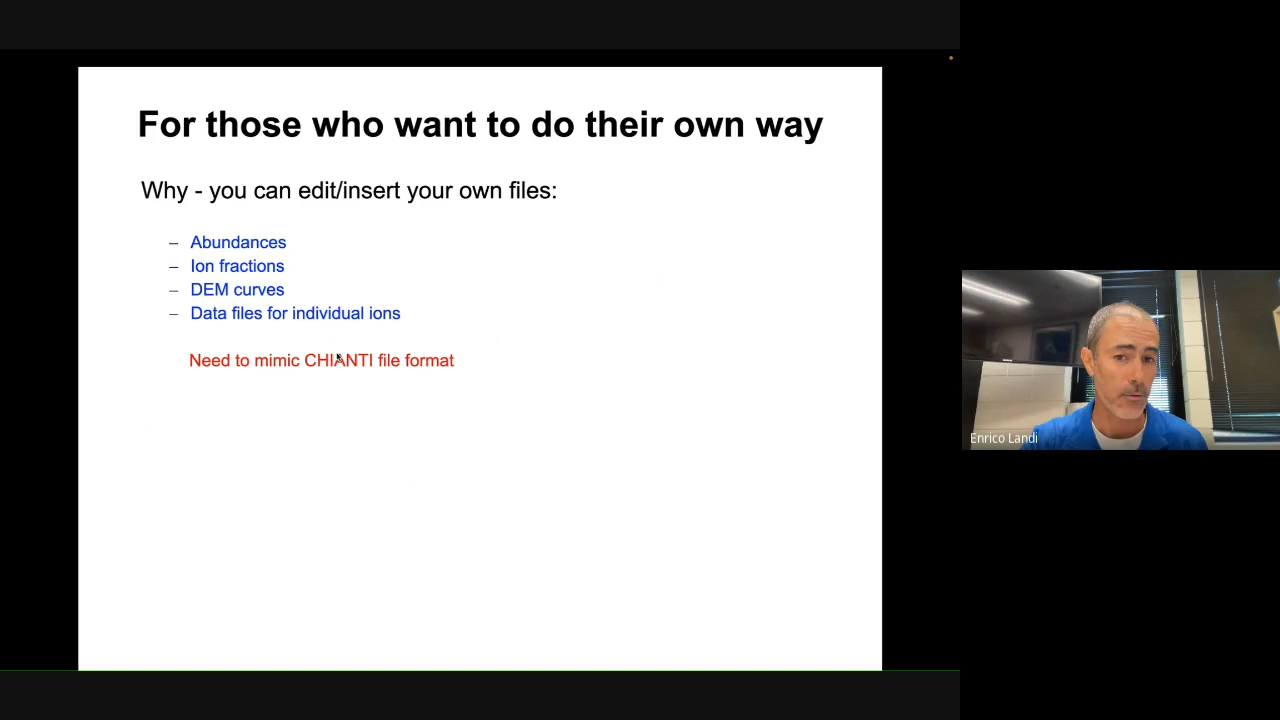 For those who want to do their own way
Why - you can edit/insert your own files:
– Abundances
– Ion fractions
– DEM curves
– Data files for individual ions
Need to mimic CHIANTI file format
Enrico Landi